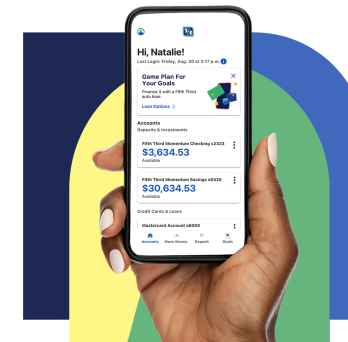 Hi, Natalie!
Last Login: Friday, Aug. 20 at 3:17 p.m.
Game Plan For
Your Goals
Finance it with a Fifth Third
auto loan.
Loan Options >
Accounts
Deposits & Investments
Fifth Third Momentum Checking x2323
$3,634.53
Available
Fifth Third Momentum Savings x0420
$30,634.53
Available
Credit Cards & Loans
Mastercard Account x6060
Accounts Move Money Deposit Goals